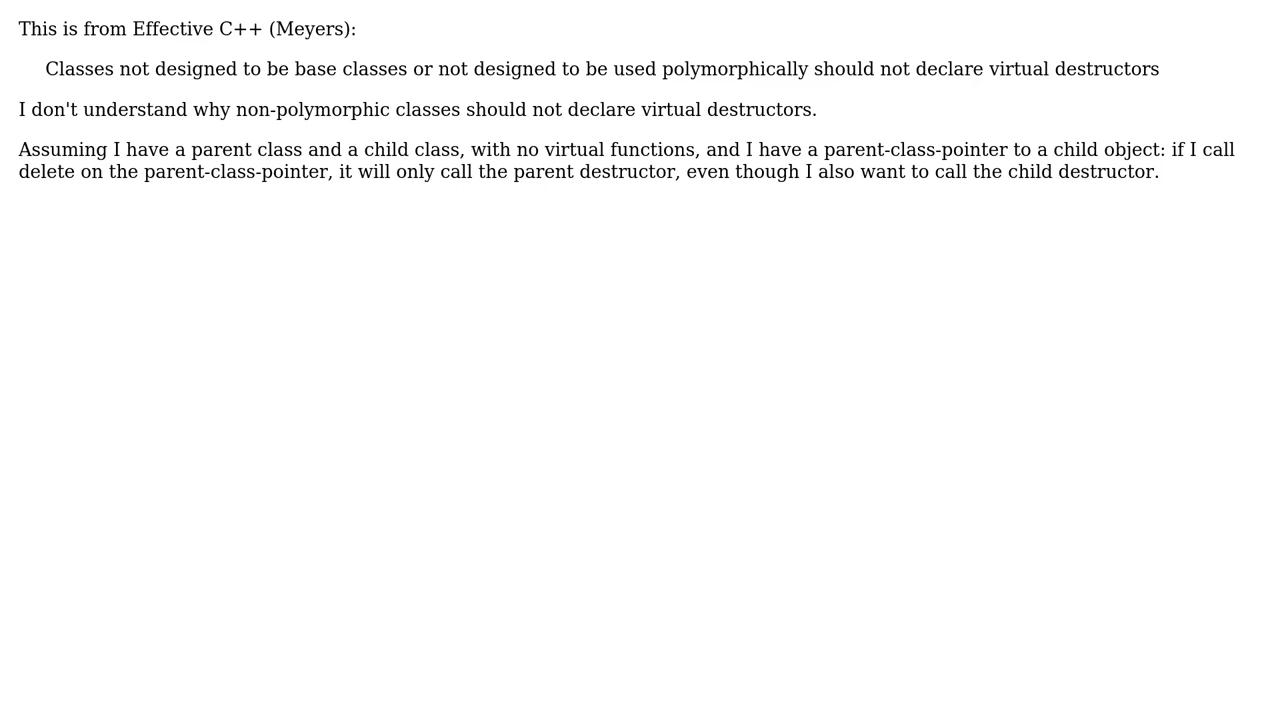 This is from Effective C++ (Meyers):
Classes not designed to be base classes or not designed to be used polymorphically should not declare virtual destructors
I don't understand why non-polymorphic classes should not declare virtual destructors.
Assuming I have a parent class and a child class, with no virtual functions, and I have a parent-class-pointer to a child object: if I call
delete on the parent-class-pointer, it will only call the parent destructor, even though I also want to call the child destructor.